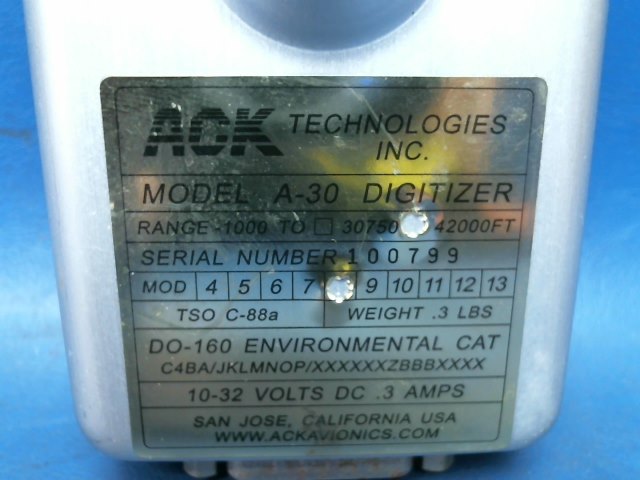 ACK TECHNOLOGIES
INC.
MODEL A-30 DIGITIZER
RANGE -1000 TO 30750 42000FT
SERIAL NUMBER 100799
MOD 4 5 6 7 9 10 11 12 13
TSO C-88a WEIGHT .3 LBS
DO-160 ENVIRONMENTAL CAT
C4BA/JKLMNOP/XXXXXXZBBBXXXX
10-32 VOLTS DC .3 AMPS
SAN JOSE, CALIFORNIA USA
WWW.ACKAVIONICS.COM